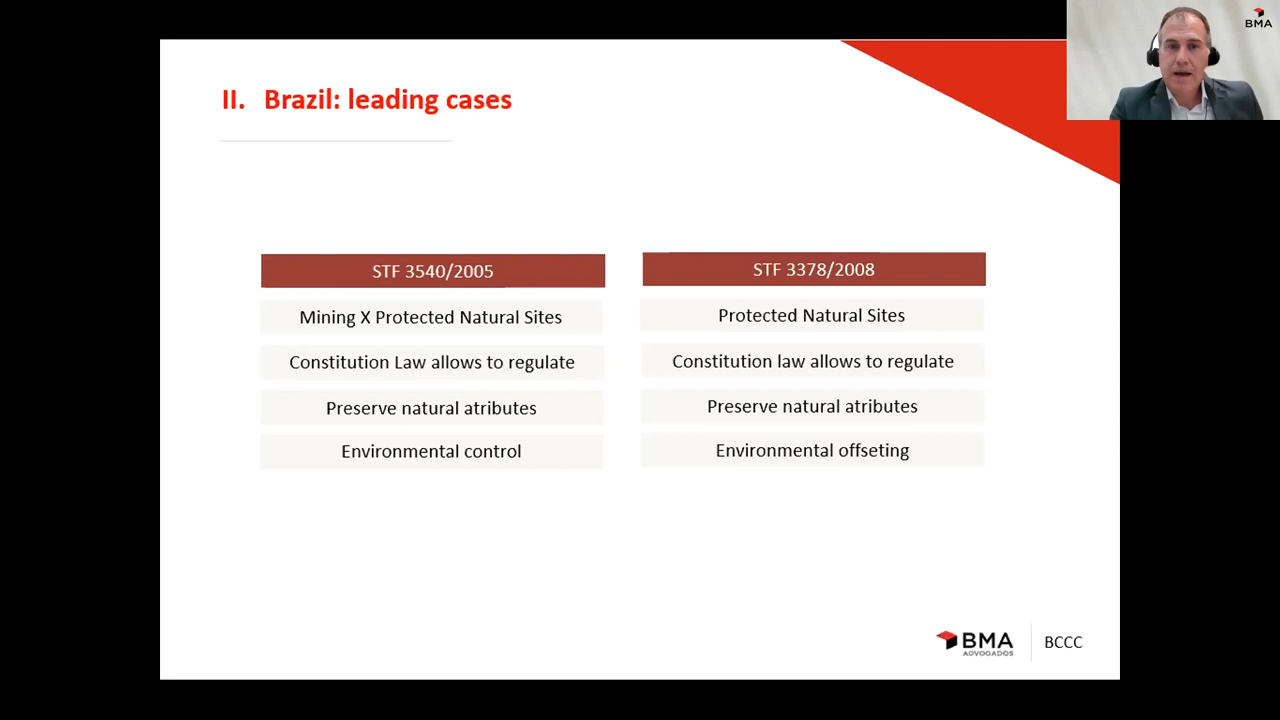 BMA
II. Brazil: leading cases
STF 3540/2005
Mining X Protected Natural Sites
Constitution Law allows to regulate
Preserve natural atributes
Environmental control
STF 3378/2008
Protected Natural Sites
Constitution law allows to regulate
Preserve natural atributes
Environmental offseting
BMA
ADVOGADOS
BCCC